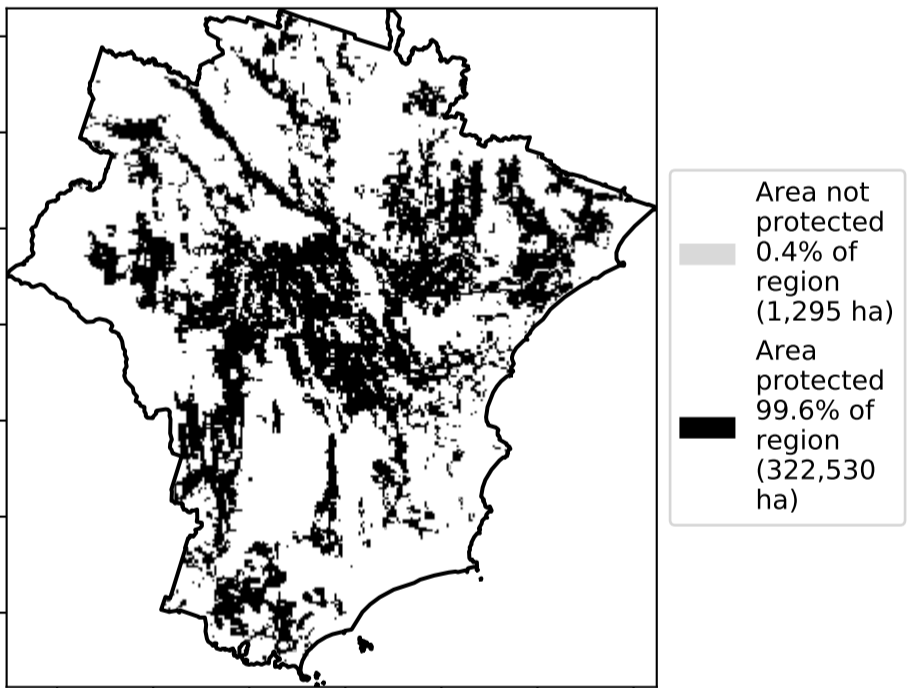 Area not
protected
0.4% of
region
(1,295 ha)
Area
protected
99.6% of
region
(322,530
ha)